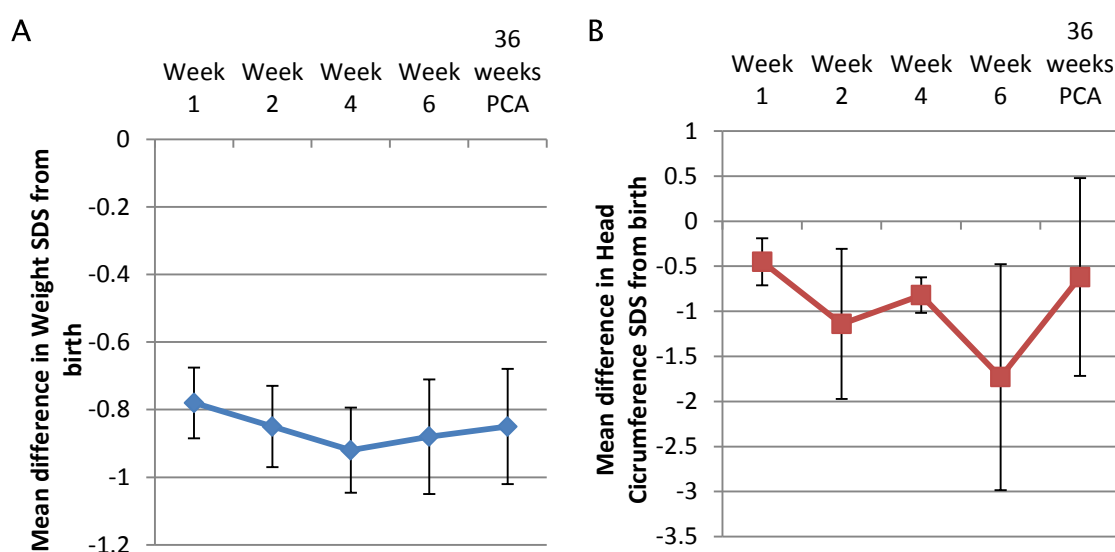 A
Week
1
Week
2
Week
4
Week
6
36
weeks
PCA
0
-0.2
-0.4
-0.6
-0.8
-1
-1.2
Mean difference in Weight SDS from
birth
B
Week
1
Week
2
Week
4
Week
6
36
weeks
PCA
1
0.5
0
-0.5
-1
-1.5
-2
-2.5
-3
-3.5
Mean difference in Head
Cicrumference SDS from birth